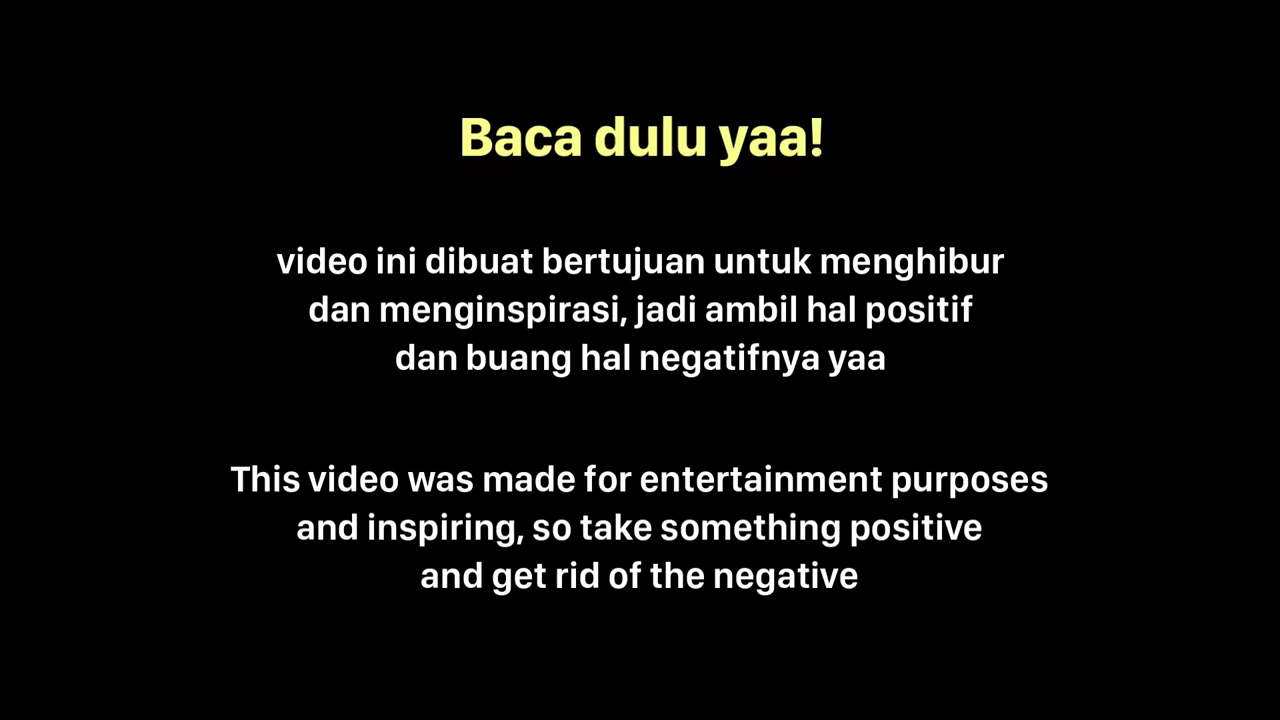 Baca dulu yaa!
video ini dibuat bertujuan untuk menghibur
dan menginspirasi, jadi ambil hal positif
dan buang hal negatifnya yaa
This video was made for entertainment purposes
and inspiring, so take something positive
and get rid of the negative